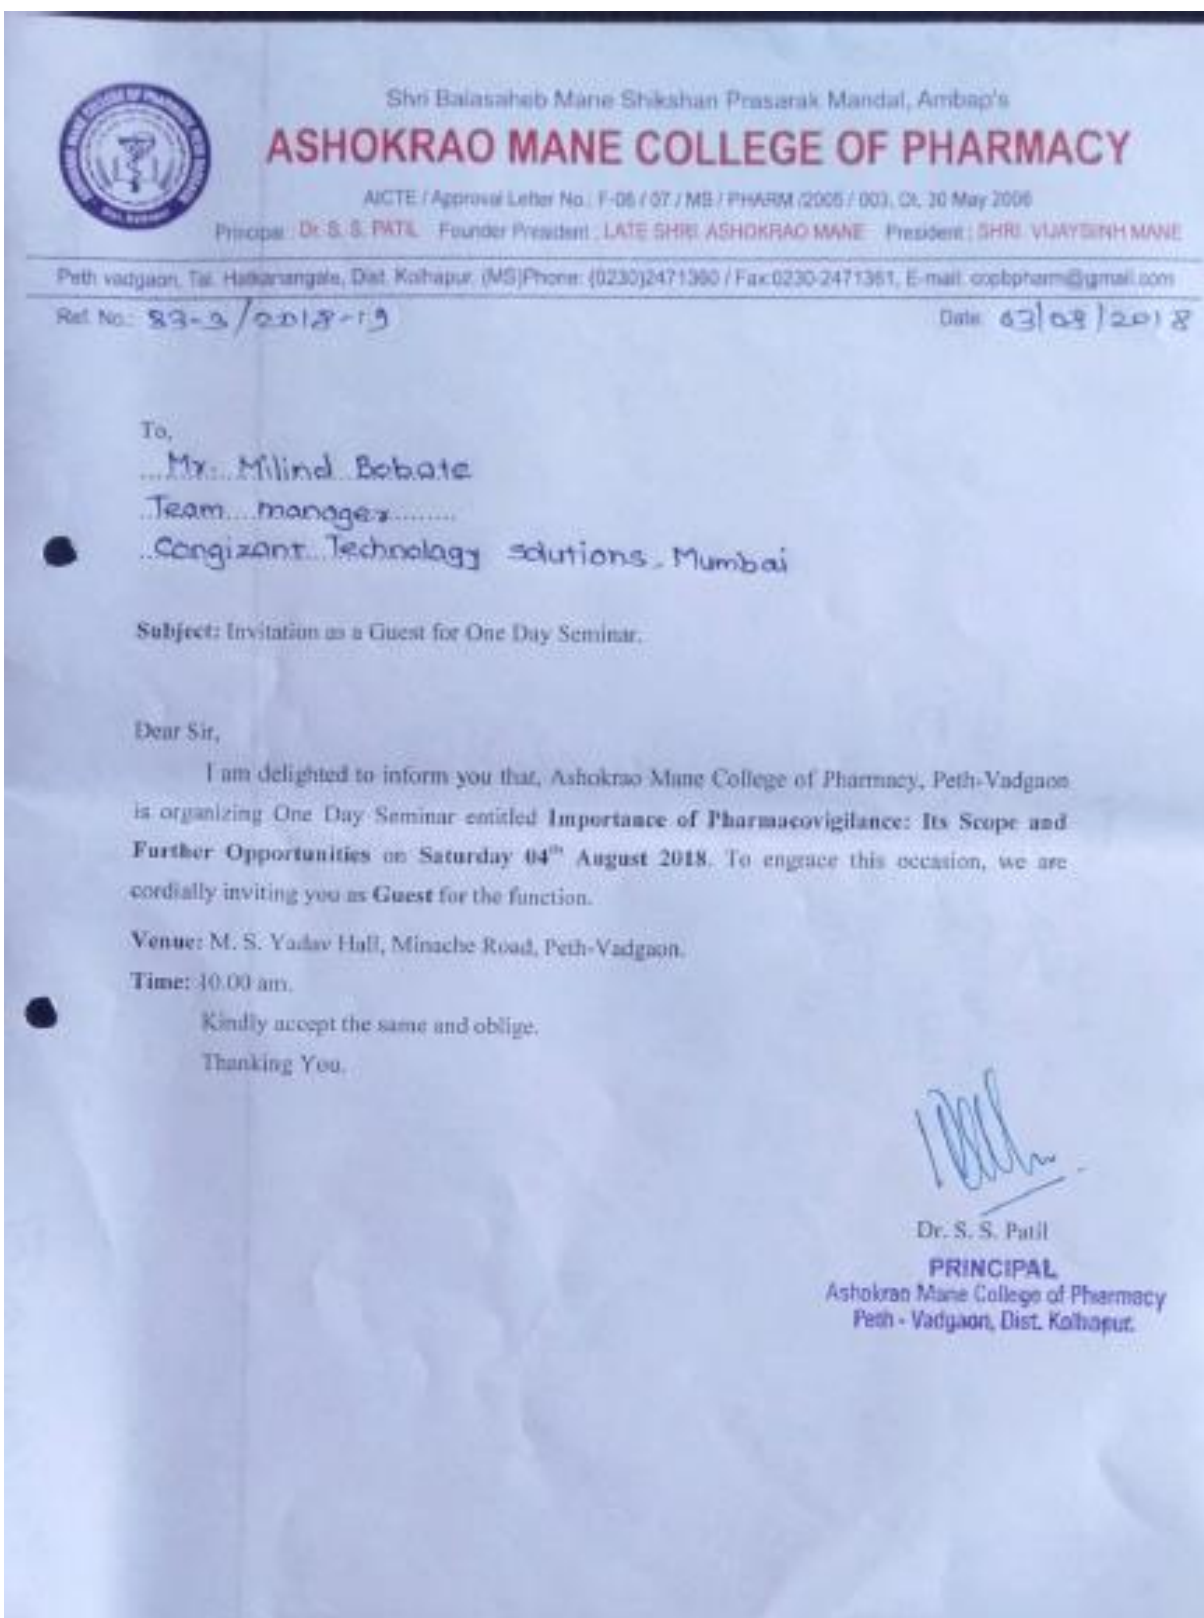 Shri Balasaheb Mane Shikshan Prasarak Mandal, Ambap's
ASHOKRAO MANE COLLEGE OF PHARMACY
AICTE / Approval Letter No.: F-06 / 07 / MS / PHARM /2006 / 003, Dt. 30 May 2006
Principal : Dr. S. S. PATIL Founder President : LATE SHRI. ASHOKRAO MANE President : SHRI. VIJAYSINH MANE
Peth vadgaon, Tal. Hatkanangale, Dist. Kolhapur. (MS)Phone: (0230)2471360 / Fax:0230-2471361, E-mail: copbpharm@gmail.com
Ref. No.: 83-3/2018-19 Date: 03/08/2018
To,
Mr. Milind Bobate
Team manager
Congizant Technology solutions, Mumbai
Subject: Invitation as a Guest for One Day Seminar.
Dear Sir,
I am delighted to inform you that, Ashokrao Mane College of Pharmacy, Peth-Vadgaon
is organizing One Day Seminar entitled Importance of Pharmacovigilance: Its Scope and
Further Opportunities on Saturday 04th August 2018. To engrace this occasion, we are
cordially inviting you as Guest for the function.
Venue: M. S. Yadav Hall, Minache Road, Peth-Vadgaon.
Time: 10.00 am.
Kindly accept the same and oblige.
Thanking You.
Dr. S. S. Patil
PRINCIPAL
Ashokrao Mane College of Pharmacy
Peth - Vadgaon, Dist. Kolhapur.